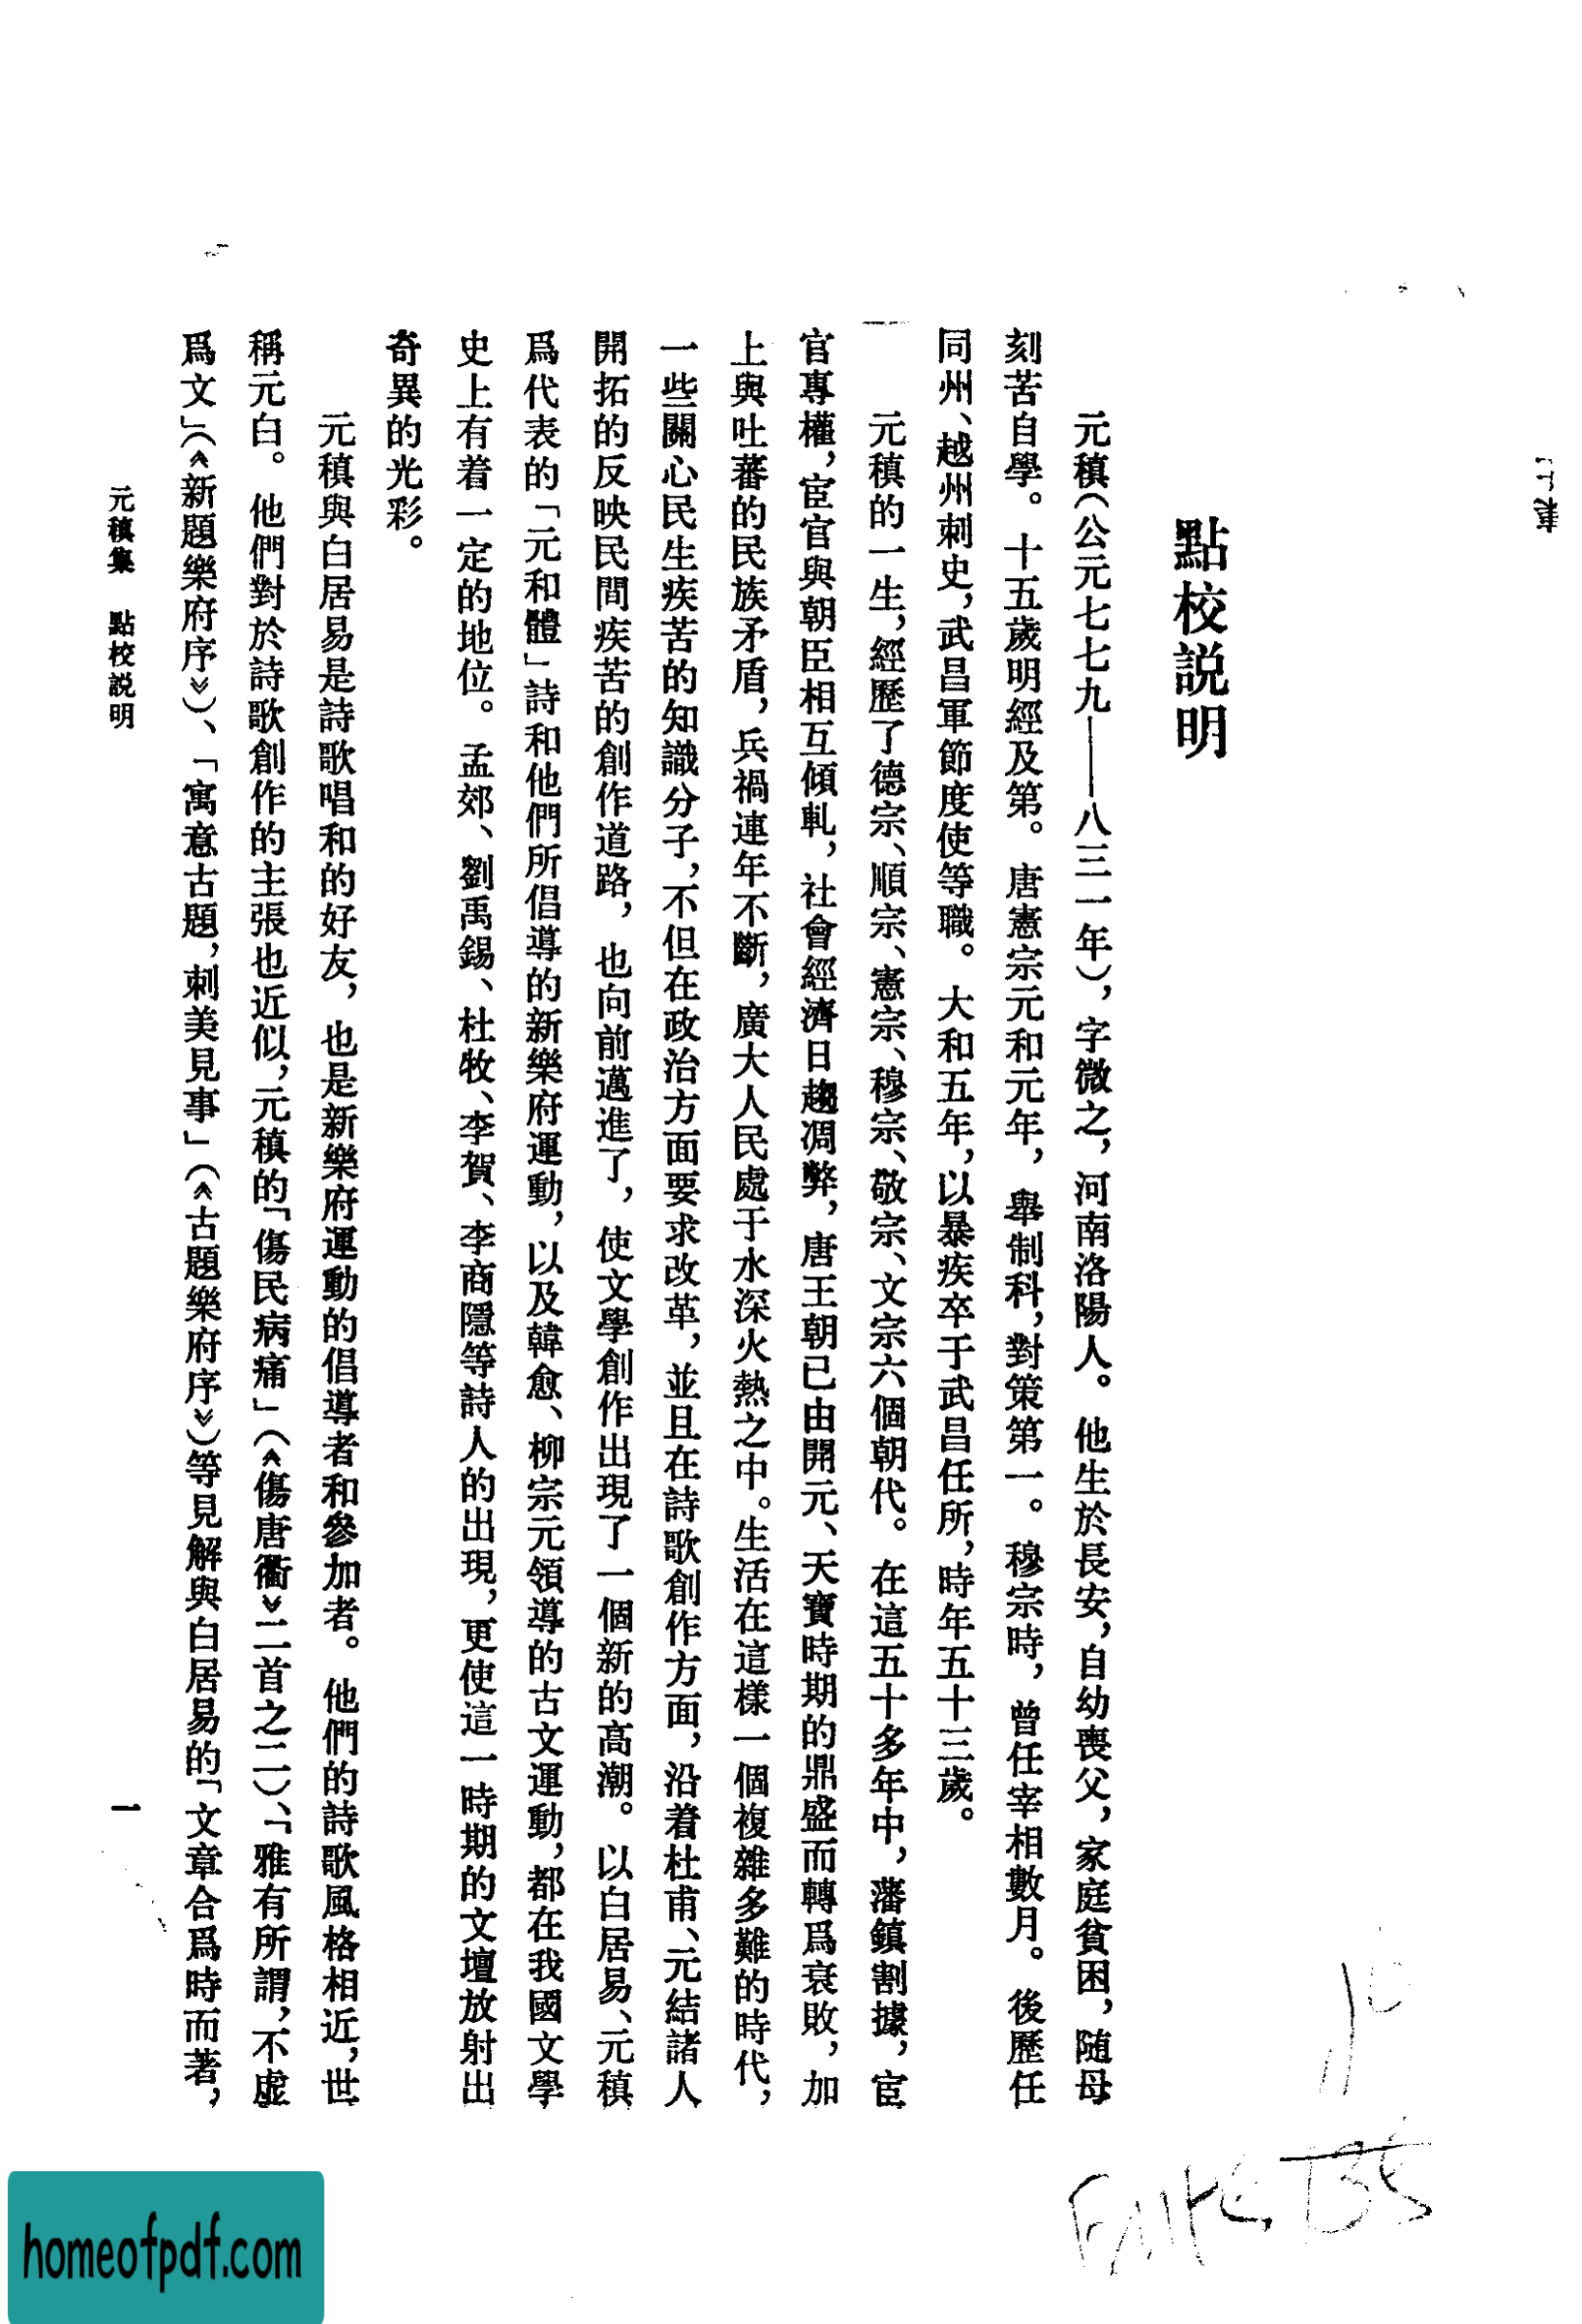 點校説明
元稹（公元七七九——八三一年），字微之，河南洛陽人。他生於長安，自幼喪父，家庭貧困，随母
刻苦自學。十五歲明經及第。唐憲宗元和元年，舉制科，對策第一。穆宗時，曾任宰相數月。後歷任
同州、越州刺史，武昌軍節度使等職。大和五年，以暴疾卒于武昌任所，時年五十三歲。
元稹的一生，經歷了德宗、順宗、憲宗、穆宗、敬宗、文宗六個朝代。在這五十多年中，藩鎮割據，宦
官專權，宦官與朝臣相互傾軋，社會經濟日趨凋弊，唐王朝已由開元、天寶時期的鼎盛而轉爲衰敗，加
上與吐蕃的民族矛盾，兵禍連年不斷，廣大人民處于水深火熱之中。生活在這樣一個複雜多難的時代，
一些關心民生疾苦的知識分子，不但在政治方面要求改革，並且在詩歌創作方面，沿着杜甫、元結諸人
開拓的反映民間疾苦的創作道路，也向前邁進了，使文學創作出現了一個新的高潮。以白居易、元稹
爲代表的「元和體」詩和他們所倡導的新樂府運動，以及韓愈、柳宗元領導的古文運動，都在我國文學
史上有着一定的地位。孟郊、劉禹錫、杜牧、李賀、李商隱等詩人的出現，更使這一時期的文壇放射出
奇異的光彩。
元稹與白居易是詩歌唱和的好友，也是新樂府運動的倡導者和參加者。他們的詩歌風格相近，世
稱元白。他們對於詩歌創作的主張也近似，元稹的「傷民病痛」（《傷唐衢》二首之二）、「雅有所謂，不虚
爲文」（《新題樂府序》）、「寓意古題，刺美見事」（《古題樂府序》）等見解與白居易的「文章合爲時而著，
元稹集　點校説明
一
homeofpdf.com